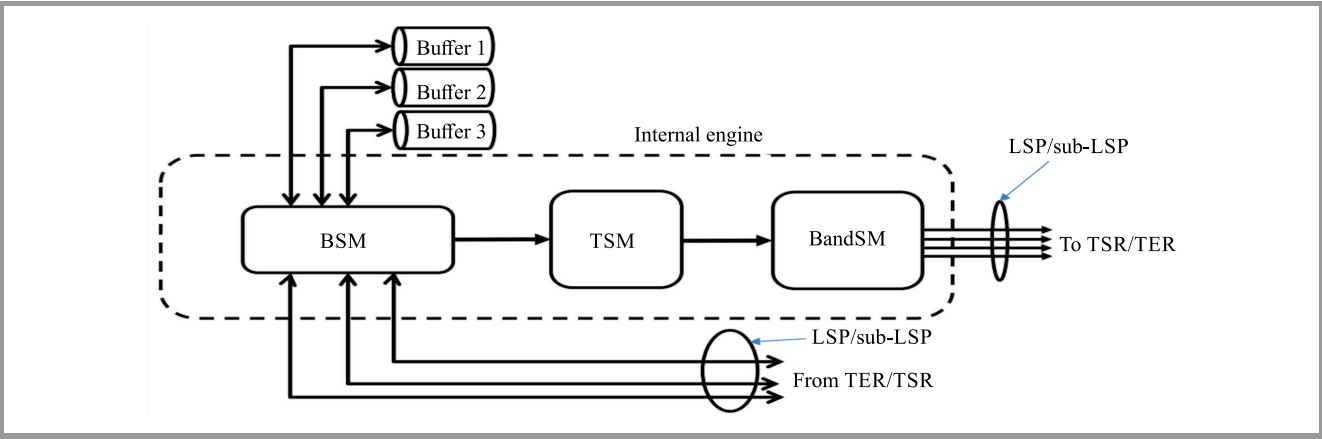 Buffer 1
Buffer 2
Buffer 3
Internal engine
LSP/sub-LSP
BSM
TSM
BandSM
To TSR/TER
LSP/sub-LSP
From TER/TSR